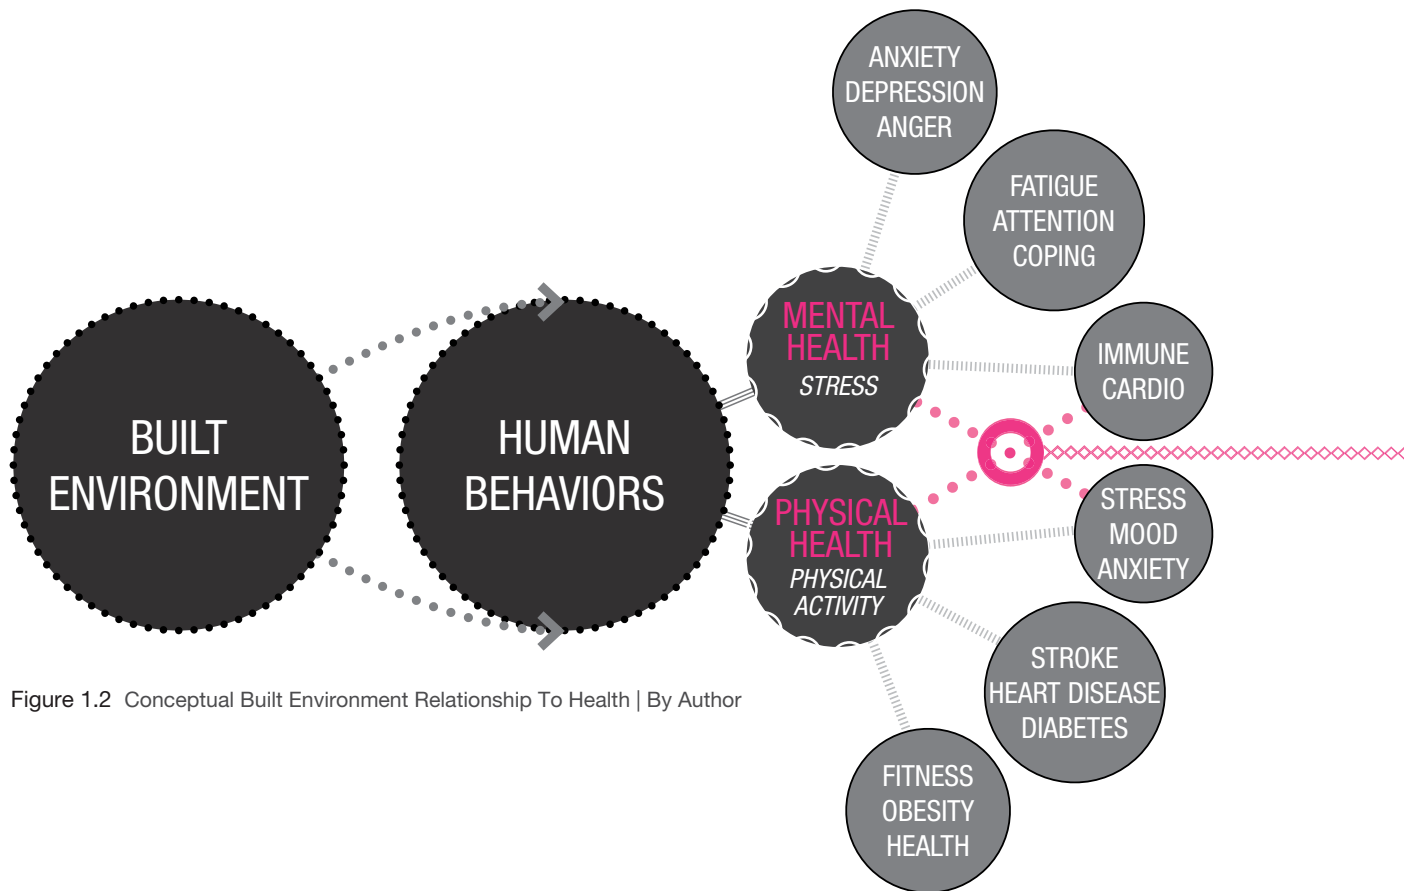 BUILT
ENVIRONMENT
HUMAN
BEHAVIORS
MENTAL
HEALTH
STRESS
PHYSICAL
HEALTH
PHYSICAL
ACTIVITY
ANXIETY
DEPRESSION
ANGER
FATIGUE
ATTENTION
COPING
IMMUNE
CARDIO
STRESS
MOOD
ANXIETY
STROKE
HEART DISEASE
DIABETES
FITNESS
OBESITY
HEALTH
Figure 1.2 Conceptual Built Environment Relationship To Health | By Author